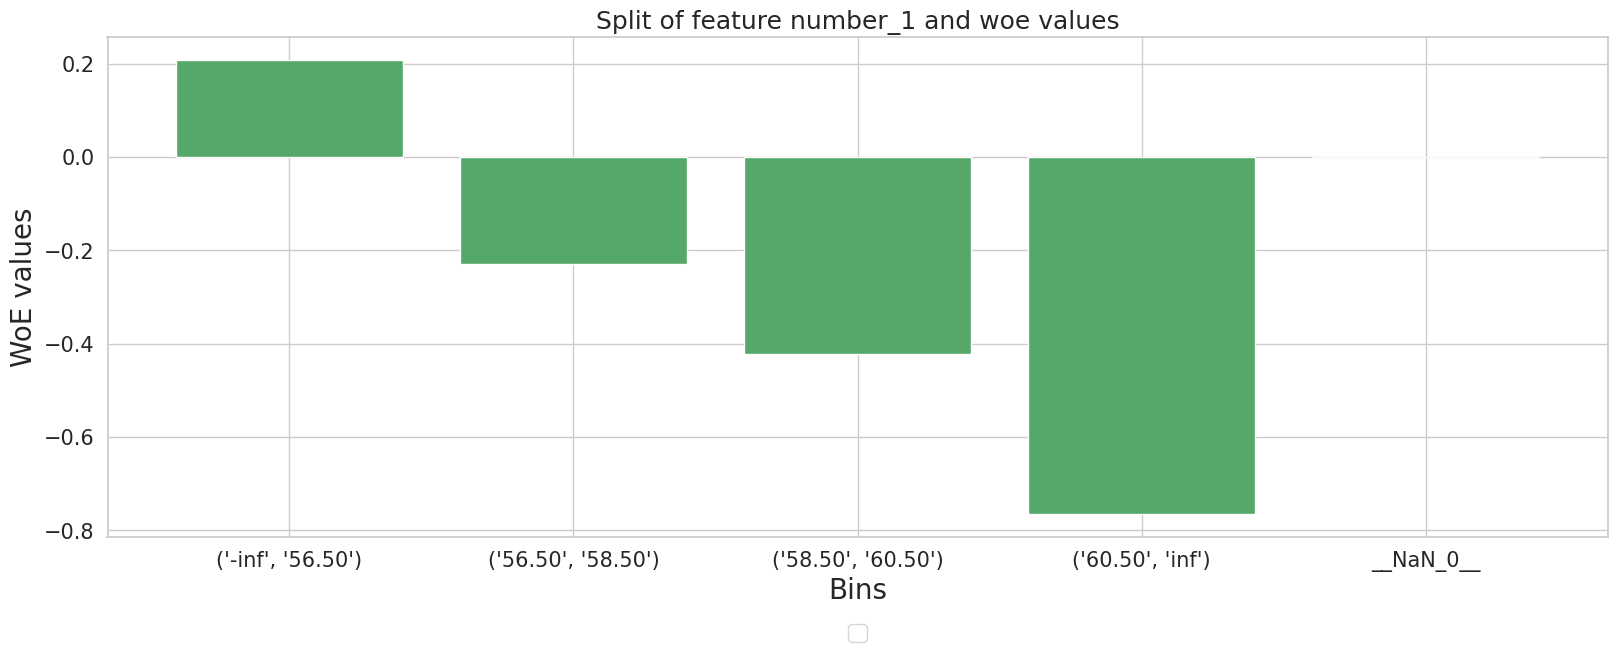 Split of feature number_1 and woe values
0.2
0.0
−0.2
−0.4
−0.6
−0.8
WoE values
('-inf', '56.50')
('56.50', '58.50')
('58.50', '60.50')
('60.50', 'inf')
__NaN_0__
Bins